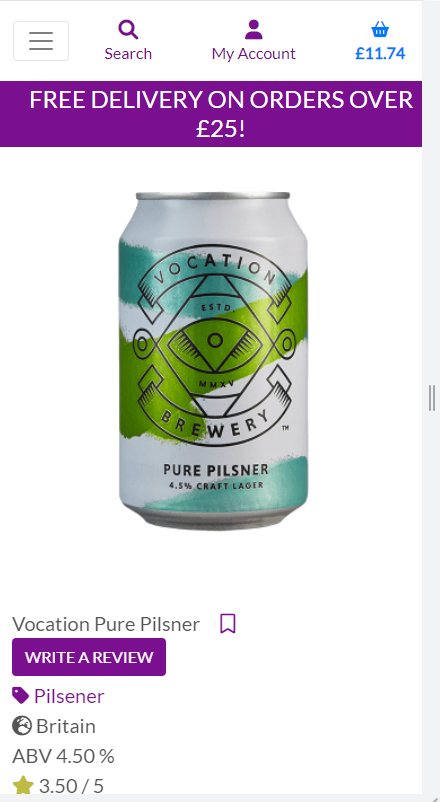 Search
My Account
£11.74
FREE DELIVERY ON ORDERS OVER
£25!
VOCATION
ESTD.
MMXV
BREWERY
TM
PURE PILSNER
4.5% CRAFT LAGER
Vocation Pure Pilsner
WRITE A REVIEW
Pilsener
Britain
ABV 4.50 %
3.50 / 5